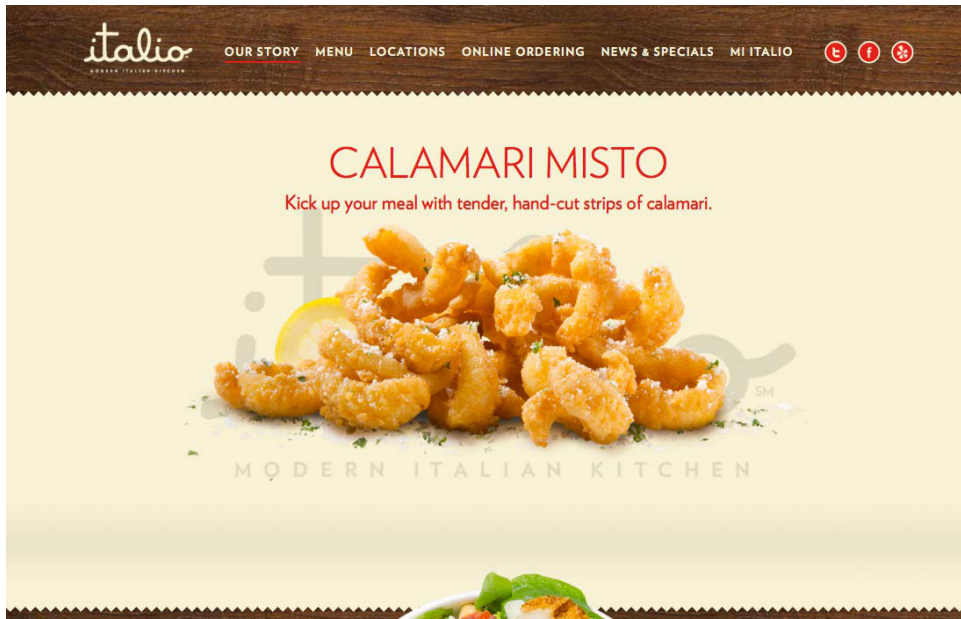 italio
MODERN ITALIAN KITCHEN
OUR STORY MENU LOCATIONS ONLINE ORDERING NEWS & SPECIALS MI ITALIO
CALAMARI MISTO
Kick up your meal with tender, hand-cut strips of calamari.
italio SM
MODERN ITALIAN KITCHEN